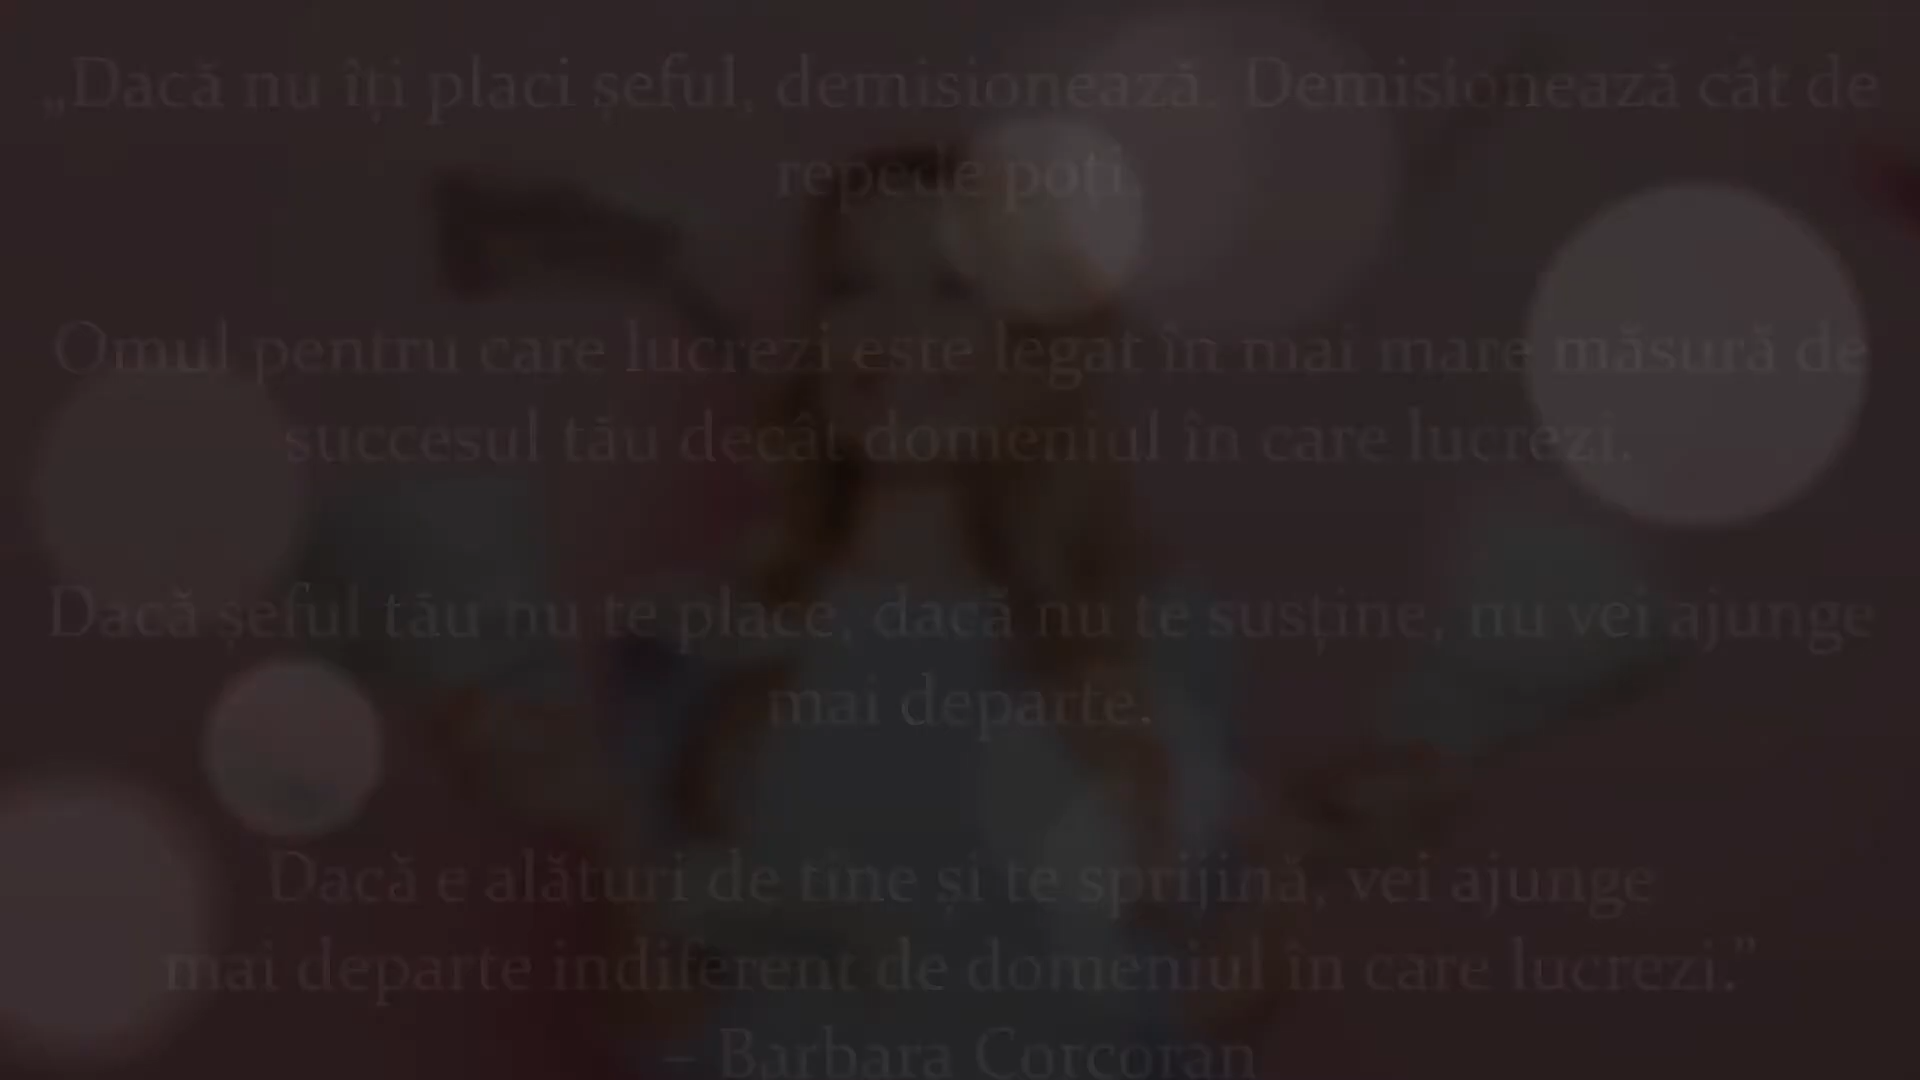 „Dacă nu îți placi șeful, demisionează. Demisionează cât de
repede poți.
Omul pentru care lucrezi este legat în mai mare măsură de
succesul tău decât domeniul în care lucrezi.
Dacă șeful tău nu te place, dacă nu te susține, nu vei ajunge
mai departe.
Dacă e alături de tine și te sprijină, vei ajunge
mai departe indiferent de domeniul în care lucrezi.”
– Barbara Corcoran